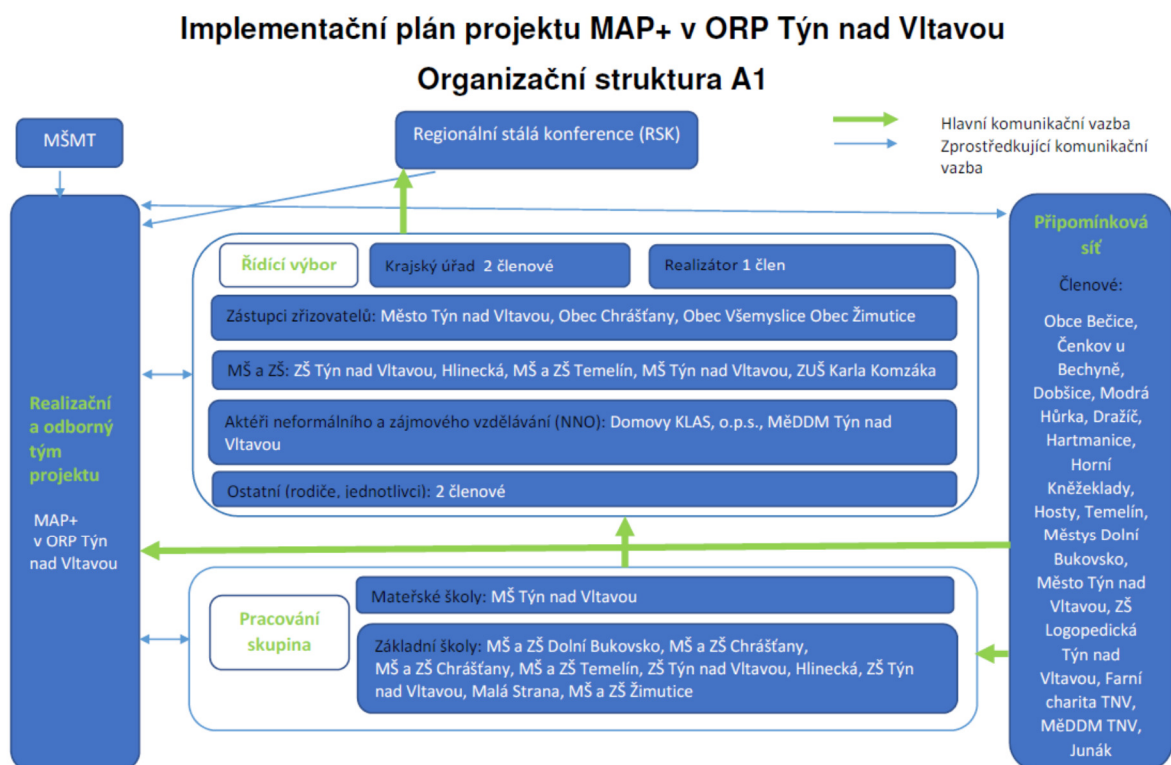 Implementační plán projektu MAP+ v ORP Týn nad Vltavou
Organizační struktura A1
MŠMT
Regionální stálá konference (RSK)
Hlavní komunikační vazba
Zprostředkující komunikační
vazba
Realizační
a odborný
tým
projektu
MAP+
v ORP Týn
nad Vltavou
Řídící výbor
Krajský úřad 2 členové
Realizátor 1 člen
Zástupci zřizovatelů: Město Týn nad Vltavou, Obec Chrášťany, Obec Všemyslice Obec Žimutice
MŠ a ZŠ: ZŠ Týn nad Vltavou, Hlinecká, MŠ a ZŠ Temelín, MŠ Týn nad Vltavou, ZUŠ Karla Komzáka
Aktéři neformálního a zájmového vzdělávání (NNO): Domovy KLAS, o.p.s., MěDDM Týn nad
Vltavou
Ostatní (rodiče, jednotlivci): 2 členové
Pracování
skupina
Mateřské školy: MŠ Týn nad Vltavou
Základní školy: MŠ a ZŠ Dolní Bukovsko, MŠ a ZŠ Chrášťany,
MŠ a ZŠ Chrášťany, MŠ a ZŠ Temelín, ZŠ Týn nad Vltavou, Hlinecká, ZŠ Týn
nad Vltavou, Malá Strana, MŠ a ZŠ Žimutice
Připomínková
síť
Členové:
Obce Bečice,
Čenkov u
Bechyně,
Dobšice, Modrá
Hůrka, Dražíč,
Hartmanice,
Horní
Kněžeklady,
Hosty, Temelín,
Městys Dolní
Bukovsko,
Město Týn nad
Vltavou, ZŠ
Logopedická
Týn nad
Vltavou, Farní
charita TNV,
MěDDM TNV,
Junák